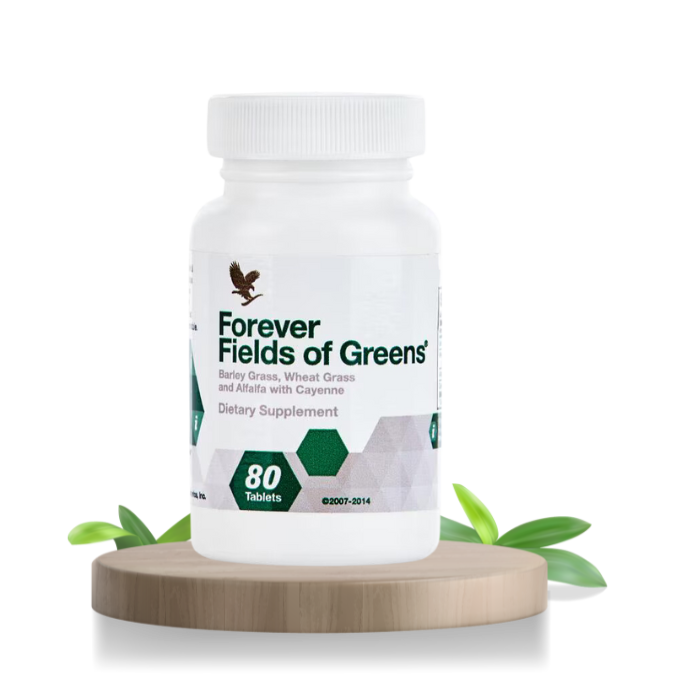 Forever
Fields of Greens®
Barley Grass, Wheat Grass
and Alfalfa with Cayenne
Dietary Supplement
80
Tablets
©2007-2014
i
i